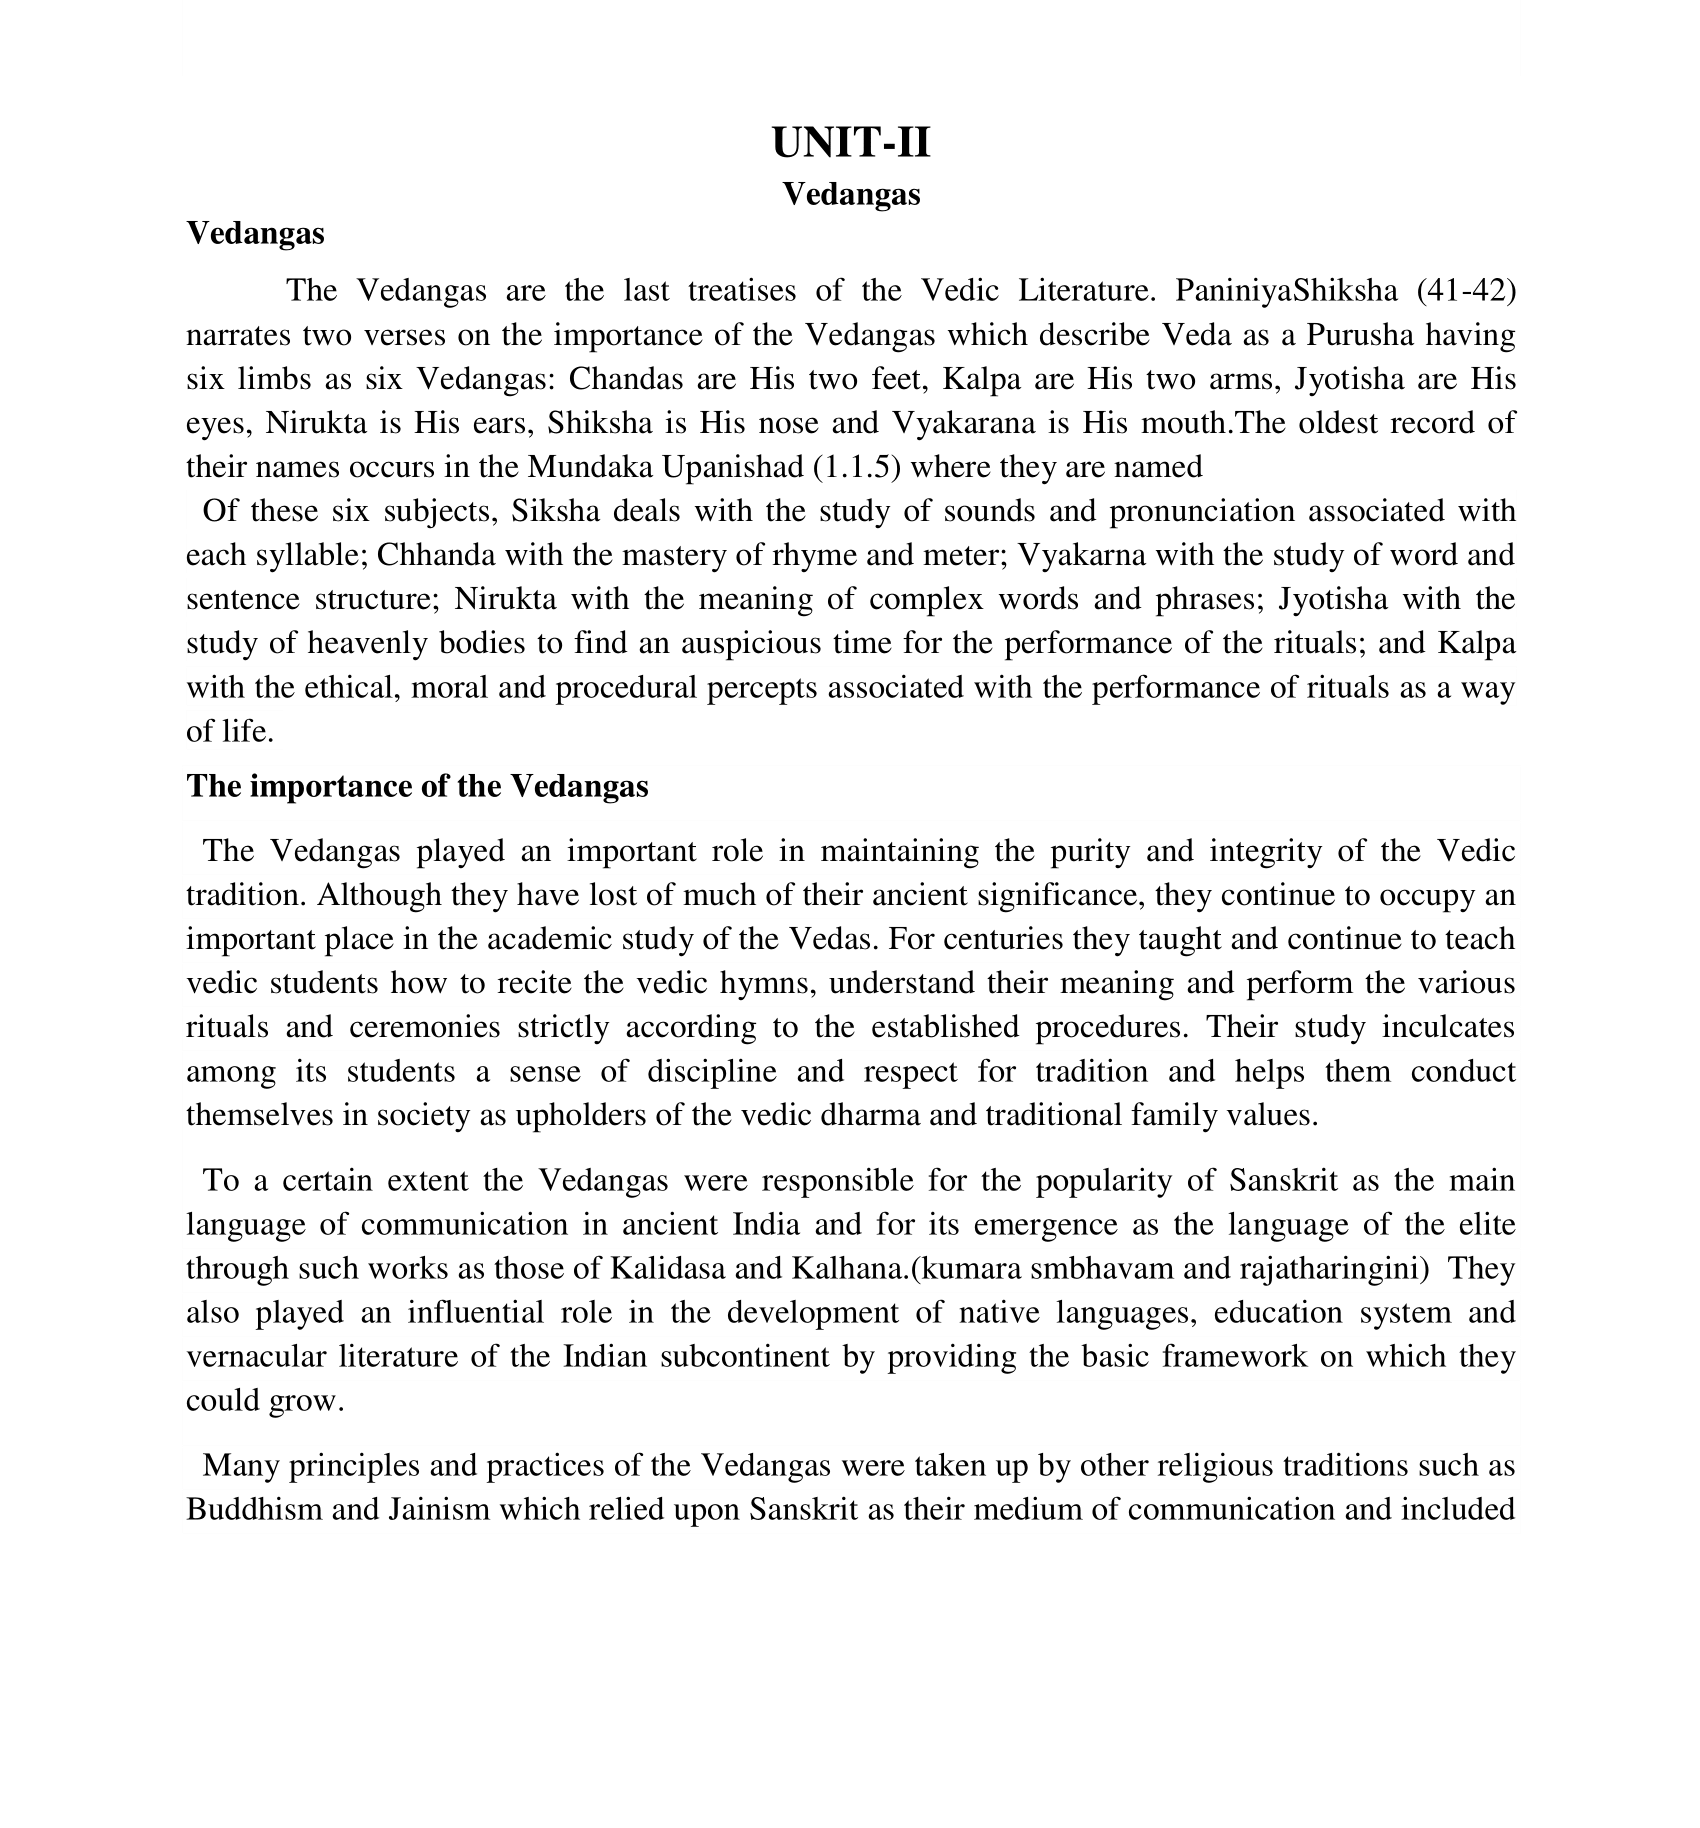 UNIT-II
Vedangas
Vedangas
The Vedangas are the last treatises of the Vedic Literature. PaniniyaShiksha (41-42)
narrates two verses on the importance of the Vedangas which describe Veda as a Purusha having
six limbs as six Vedangas: Chandas are His two feet, Kalpa are His two arms, Jyotisha are His
eyes, Nirukta is His ears, Shiksha is His nose and Vyakarana is His mouth.The oldest record of
their names occurs in the Mundaka Upanishad (1.1.5) where they are named
Of these six subjects, Siksha deals with the study of sounds and pronunciation associated with
each syllable; Chhanda with the mastery of rhyme and meter; Vyakarna with the study of word and
sentence structure; Nirukta with the meaning of complex words and phrases; Jyotisha with the
study of heavenly bodies to find an auspicious time for the performance of the rituals; and Kalpa
with the ethical, moral and procedural percepts associated with the performance of rituals as a way
of life.
The importance of the Vedangas
The Vedangas played an important role in maintaining the purity and integrity of the Vedic
tradition. Although they have lost of much of their ancient significance, they continue to occupy an
important place in the academic study of the Vedas. For centuries they taught and continue to teach
vedic students how to recite the vedic hymns, understand their meaning and perform the various
rituals and ceremonies strictly according to the established procedures. Their study inculcates
among its students a sense of discipline and respect for tradition and helps them conduct
themselves in society as upholders of the vedic dharma and traditional family values.
To a certain extent the Vedangas were responsible for the popularity of Sanskrit as the main
language of communication in ancient India and for its emergence as the language of the elite
through such works as those of Kalidasa and Kalhana.(kumara smbhavam and rajatharingini) They
also played an influential role in the development of native languages, education system and
vernacular literature of the Indian subcontinent by providing the basic framework on which they
could grow.
Many principles and practices of the Vedangas were taken up by other religious traditions such as
Buddhism and Jainism which relied upon Sanskrit as their medium of communication and included